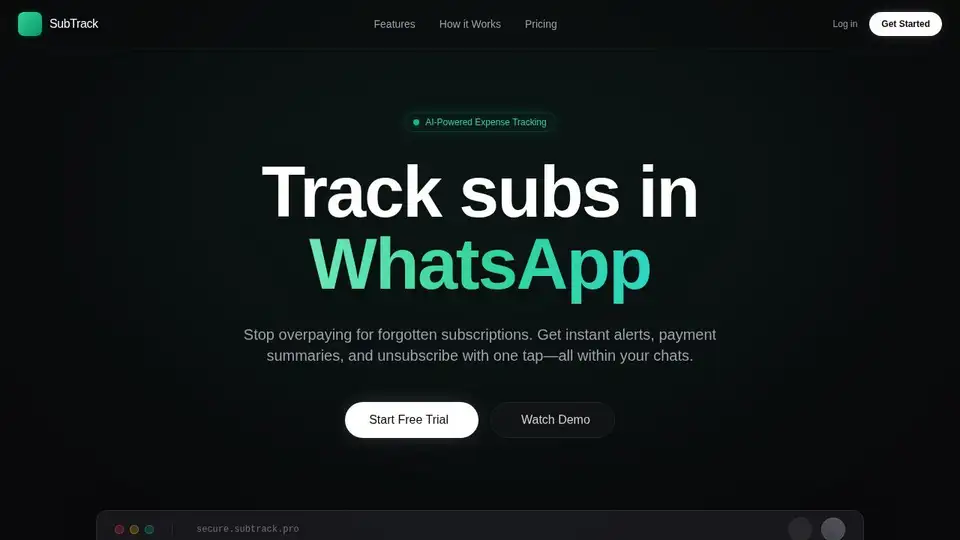 SubTrack
Features
How it Works
Pricing
Log in
Get Started
AI-Powered Expense Tracking
Track subs in
WhatsApp
Stop overpaying for forgotten subscriptions. Get instant alerts, payment
summaries, and unsubscribe with one tap—all within your chats.
Start Free Trial
Watch Demo
secure.subtrack.pro